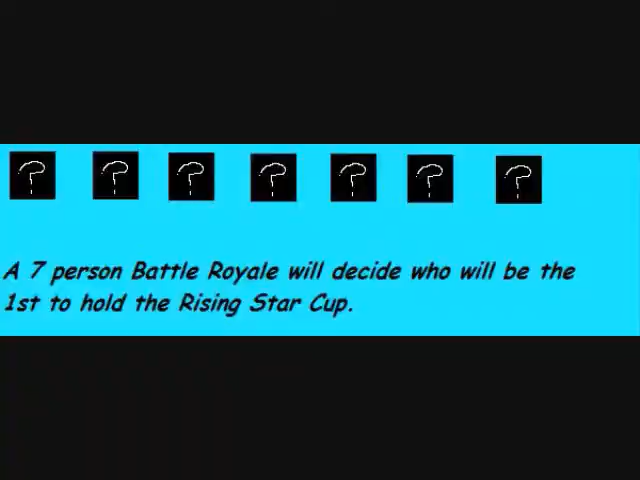 ? ? ? ? ? ? ?
A 7 person Battle Royale will decide who will be the
1st to hold the Rising Star Cup.